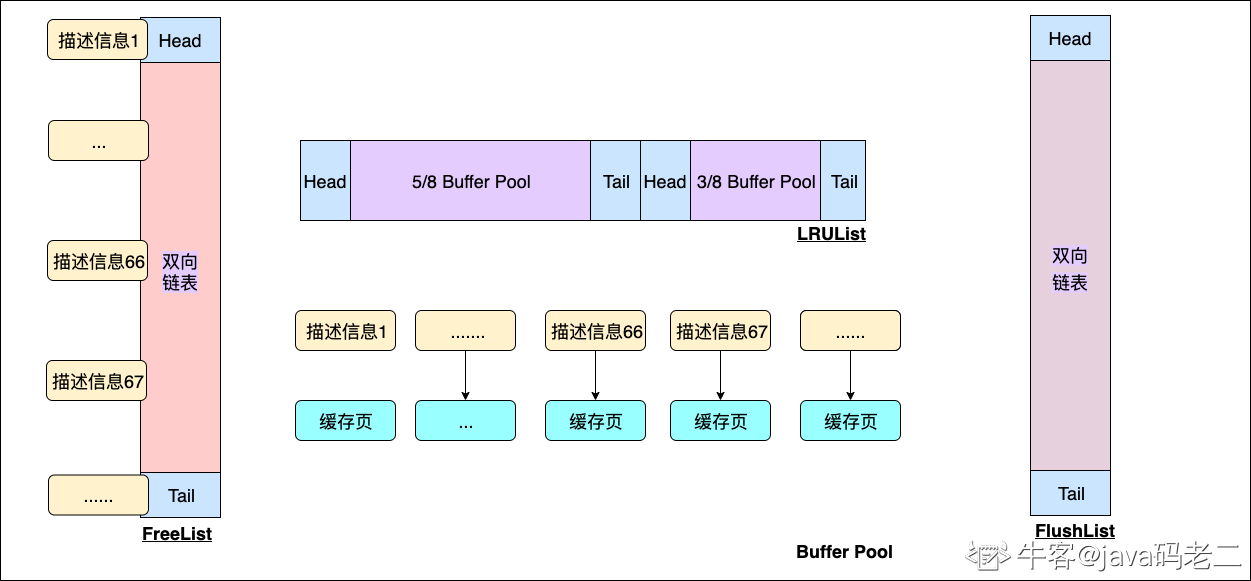 描述信息1
Head
...
描述信息66
双向
链表
描述信息67
......
Tail
FreeList
Head
5/8 Buffer Pool
Tail
Head
3/8 Buffer Pool
Tail
LRUList
描述信息1
.......
描述信息66
描述信息67
......
缓存页
...
缓存页
缓存页
缓存页
Buffer Pool
Head
双向
链表
Tail
FlushList
牛客@java码老二